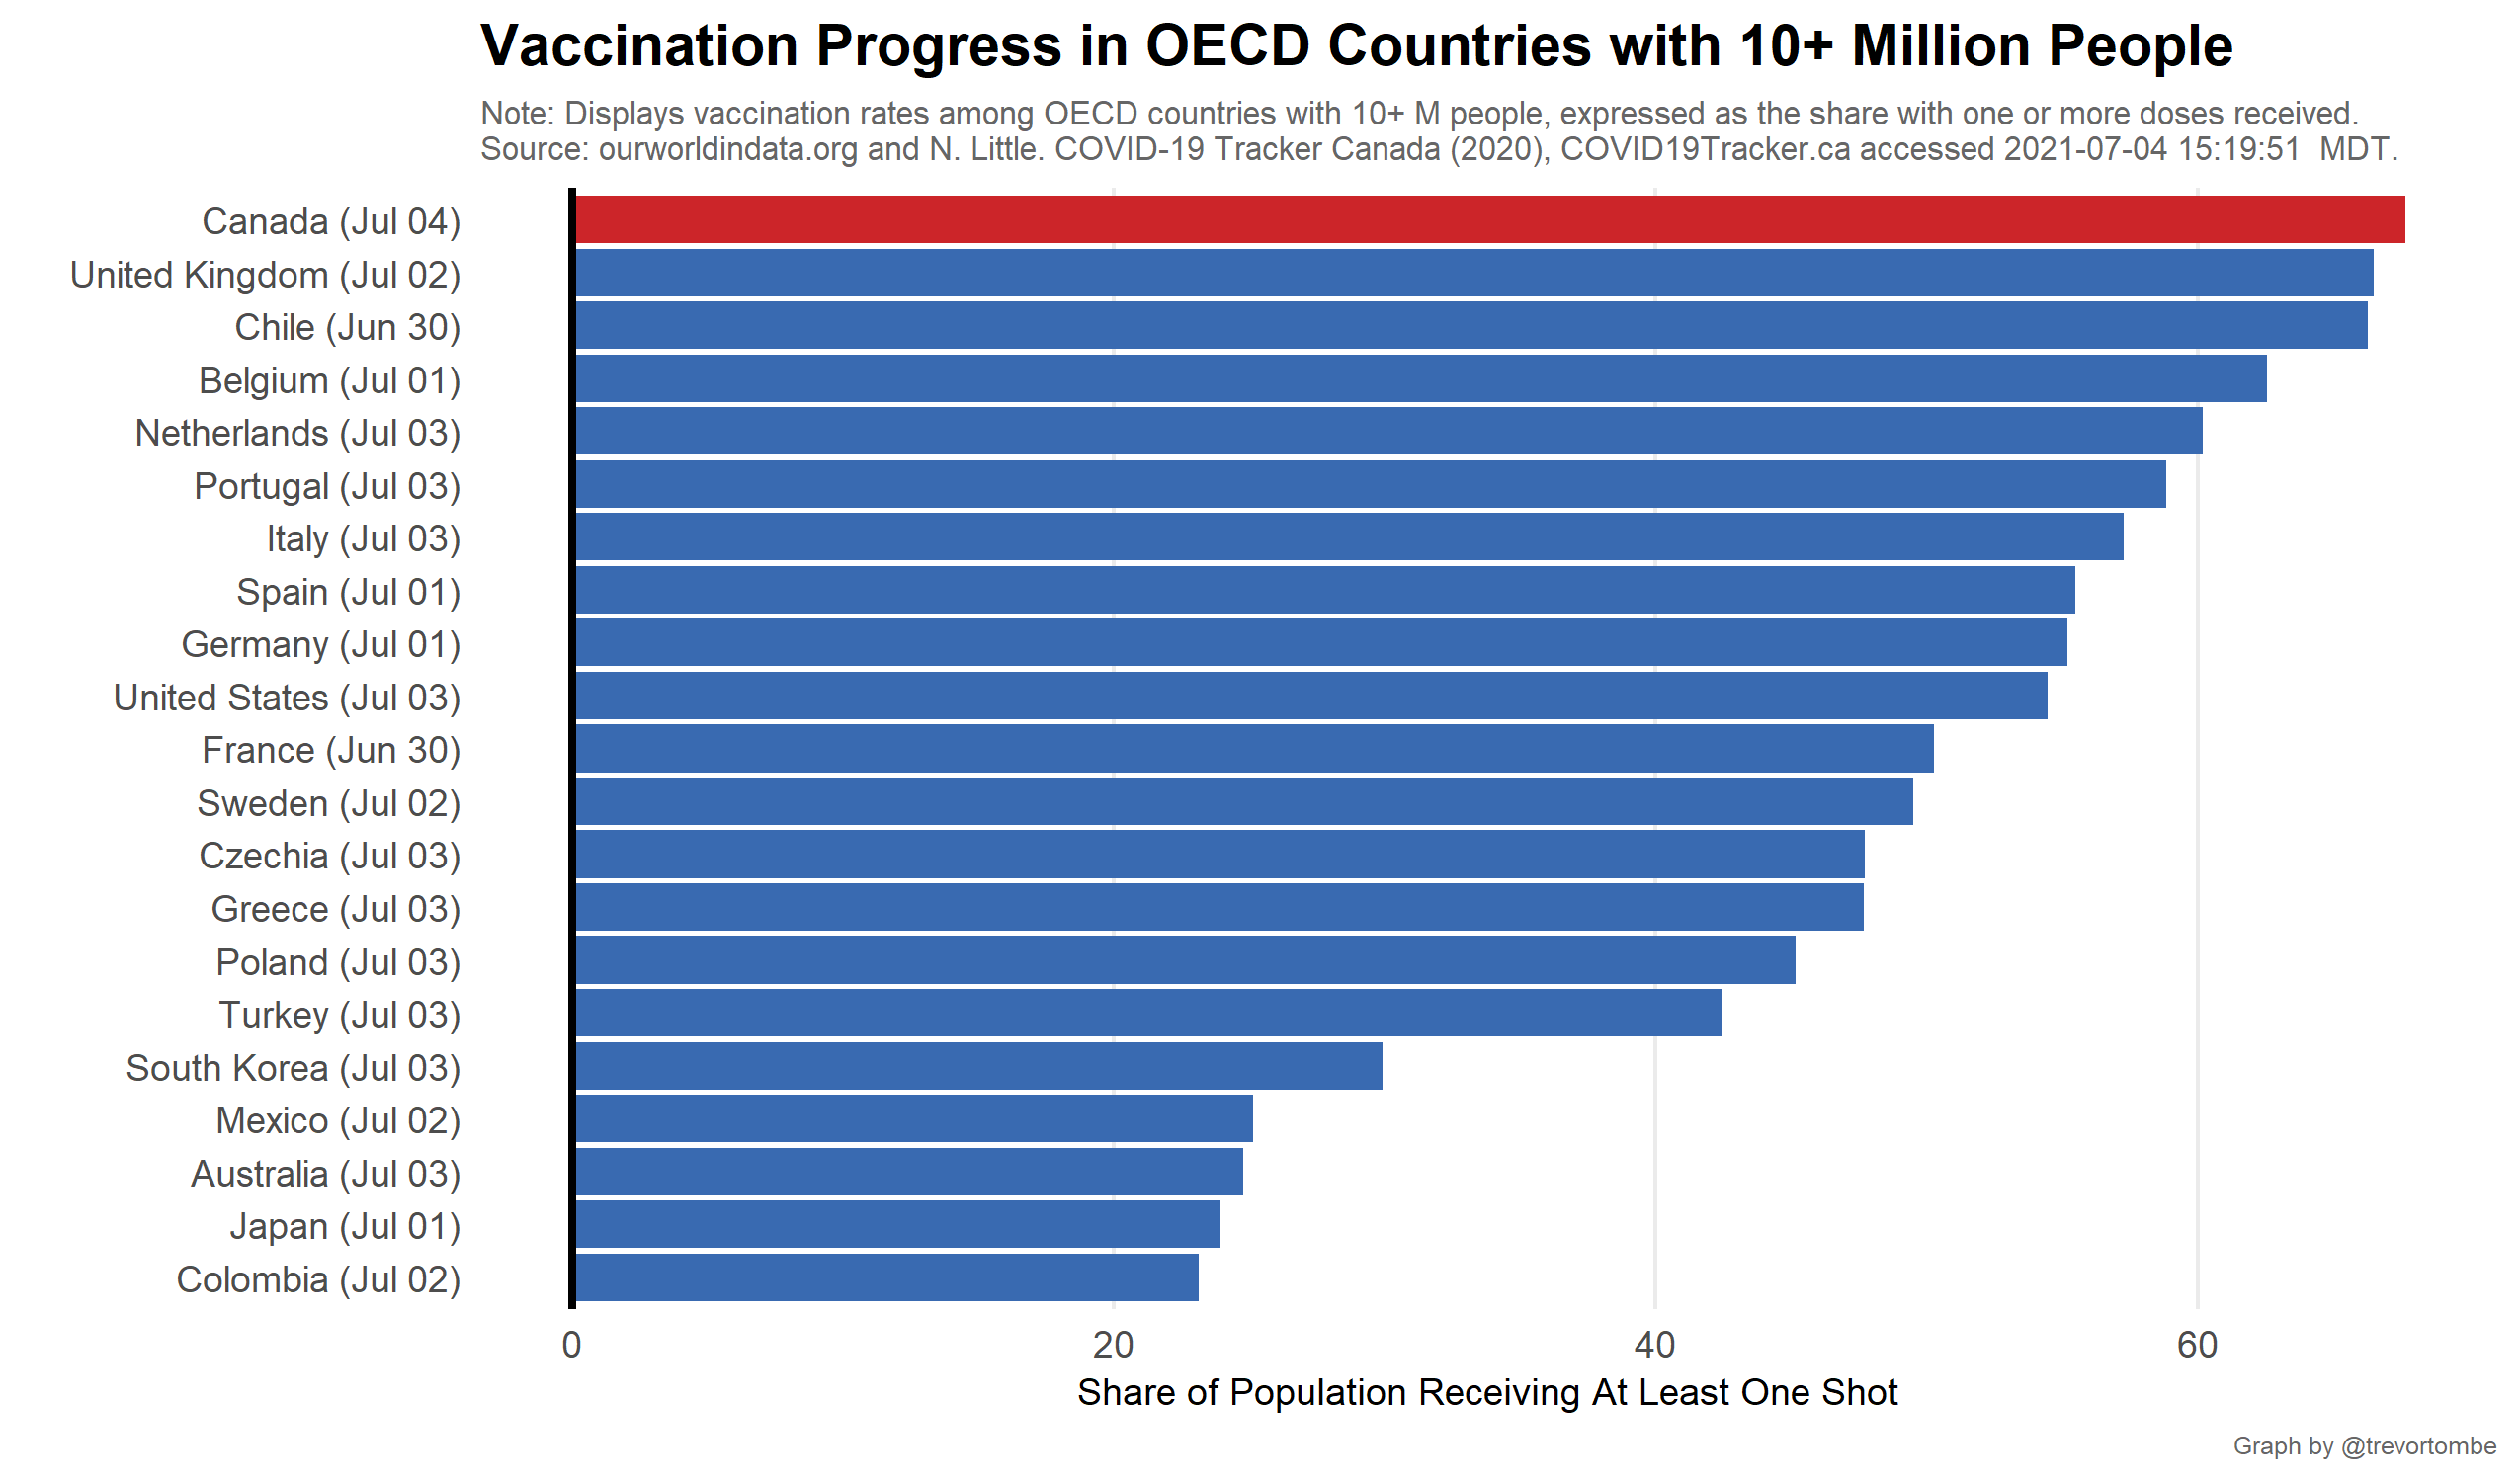 Vaccination Progress in OECD Countries with 10+ Million People
Note: Displays vaccination rates among OECD countries with 10+ M people, expressed as the share with one or more doses received.
Source: ourworldindata.org and N. Little. COVID-19 Tracker Canada (2020), COVID19Tracker.ca accessed 2021-07-04 15:19:51  MDT.
Canada (Jul 04)
United Kingdom (Jul 02)
Chile (Jun 30)
Belgium (Jul 01)
Netherlands (Jul 03)
Portugal (Jul 03)
Italy (Jul 03)
Spain (Jul 01)
Germany (Jul 01)
United States (Jul 03)
France (Jun 30)
Sweden (Jul 02)
Czechia (Jul 03)
Greece (Jul 03)
Poland (Jul 03)
Turkey (Jul 03)
South Korea (Jul 03)
Mexico (Jul 02)
Australia (Jul 03)
Japan (Jul 01)
Colombia (Jul 02)
0 20 40 60
Share of Population Receiving At Least One Shot
Graph by @trevortombe